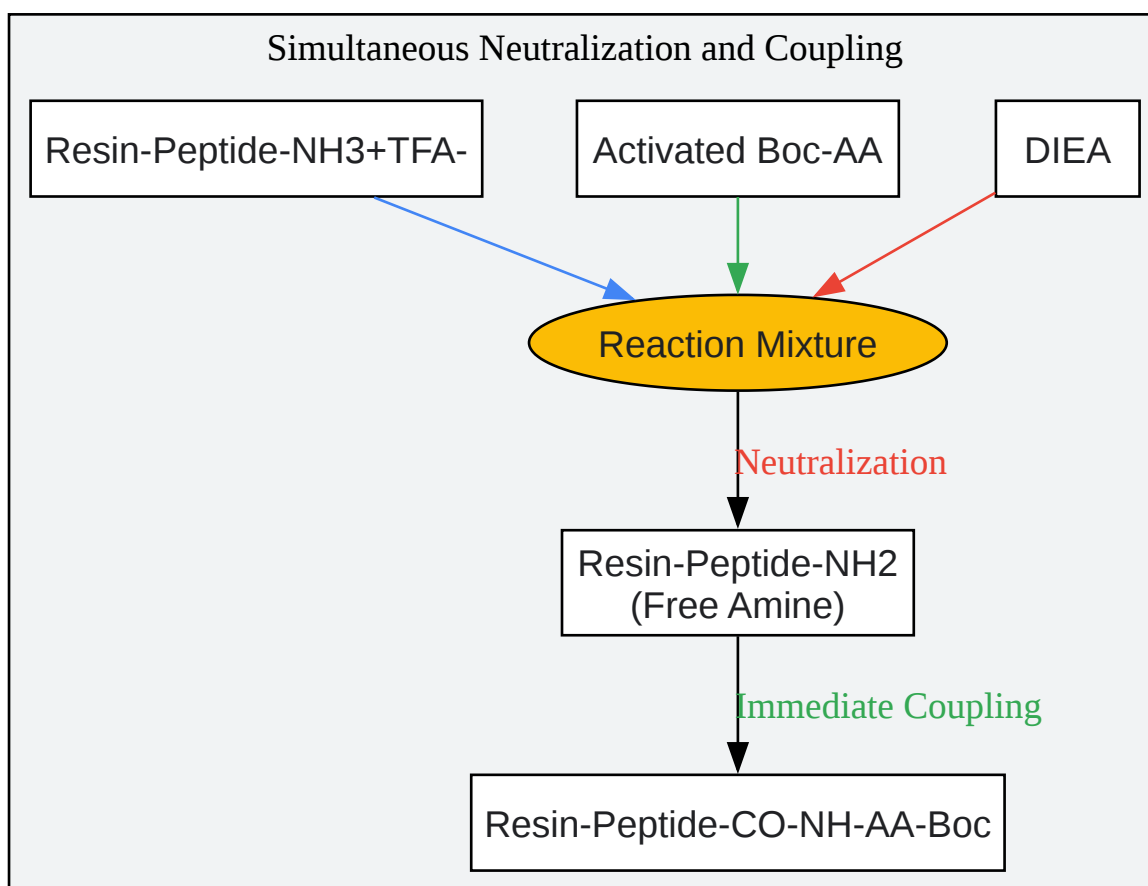 Simultaneous Neutralization and Coupling
Resin-Peptide-NH3+TFA-
Activated Boc-AA
DIEA
Reaction Mixture
Neutralization
Resin-Peptide-NH2
(Free Amine)
Immediate Coupling
Resin-Peptide-CO-NH-AA-Boc